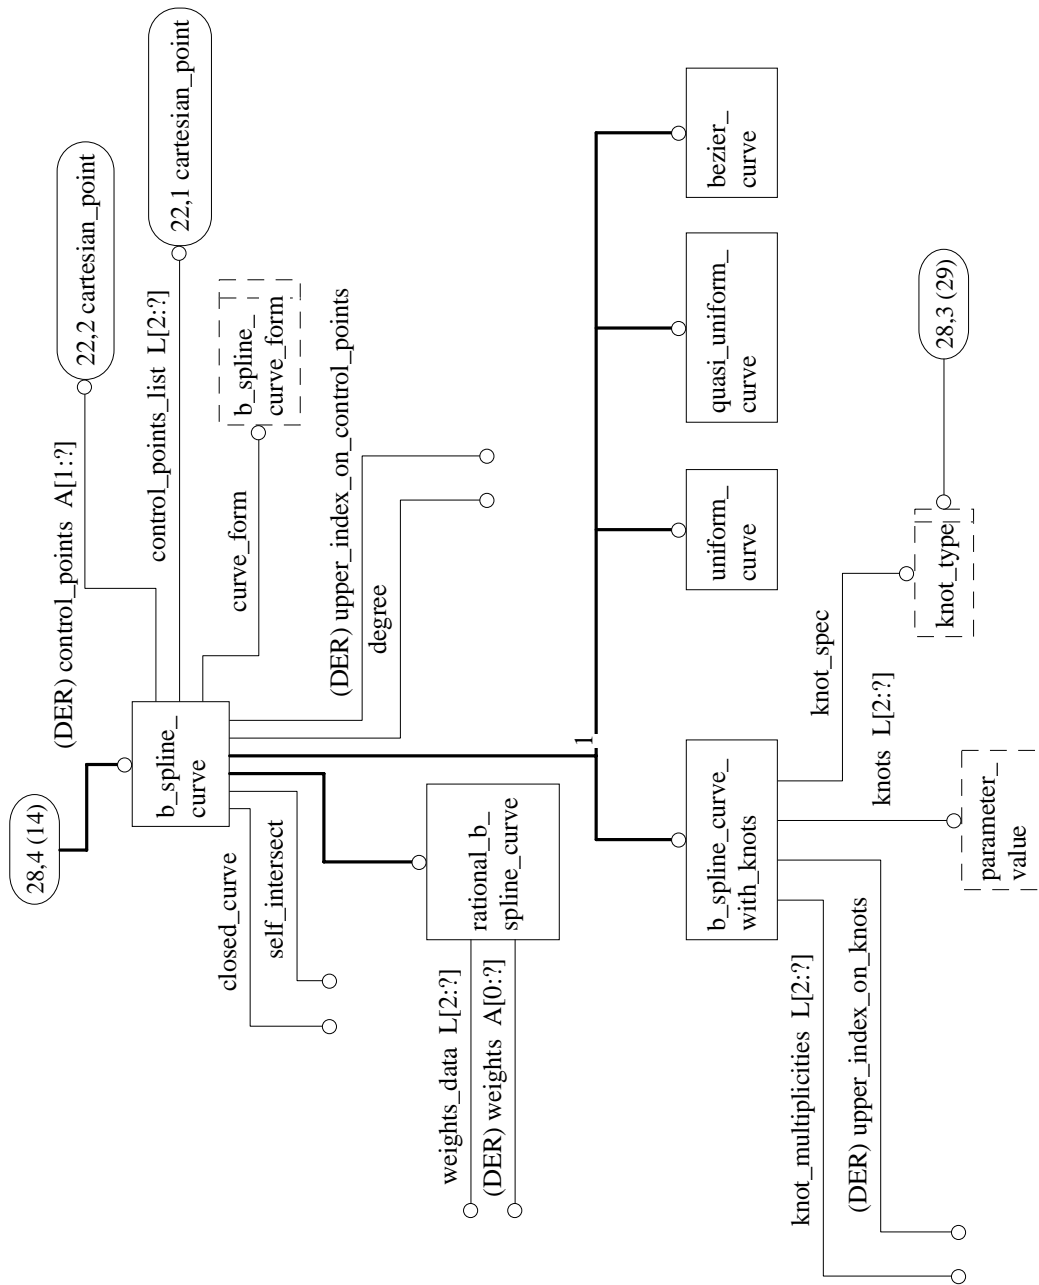 28,4 (14)
b_spline_
curve
(DER) control_points A[1:?]
22,2 cartesian_point
control_points_list L[2:?]
22,1 cartesian_point
curve_form
b_spline_
curve_form
(DER) upper_index_on_control_points
degree
closed_curve
self_intersect
rational_b_
spline_curve
weights_data L[2:?]
(DER) weights A[0:?]
1
b_spline_curve_
with_knots
uniform_
curve
quasi_uniform_
curve
bezier_
curve
knot_spec
knot_type
28,3 (29)
knots L[2:?]
parameter_
value
knot_multiplicities L[2:?]
(DER) upper_index_on_knots